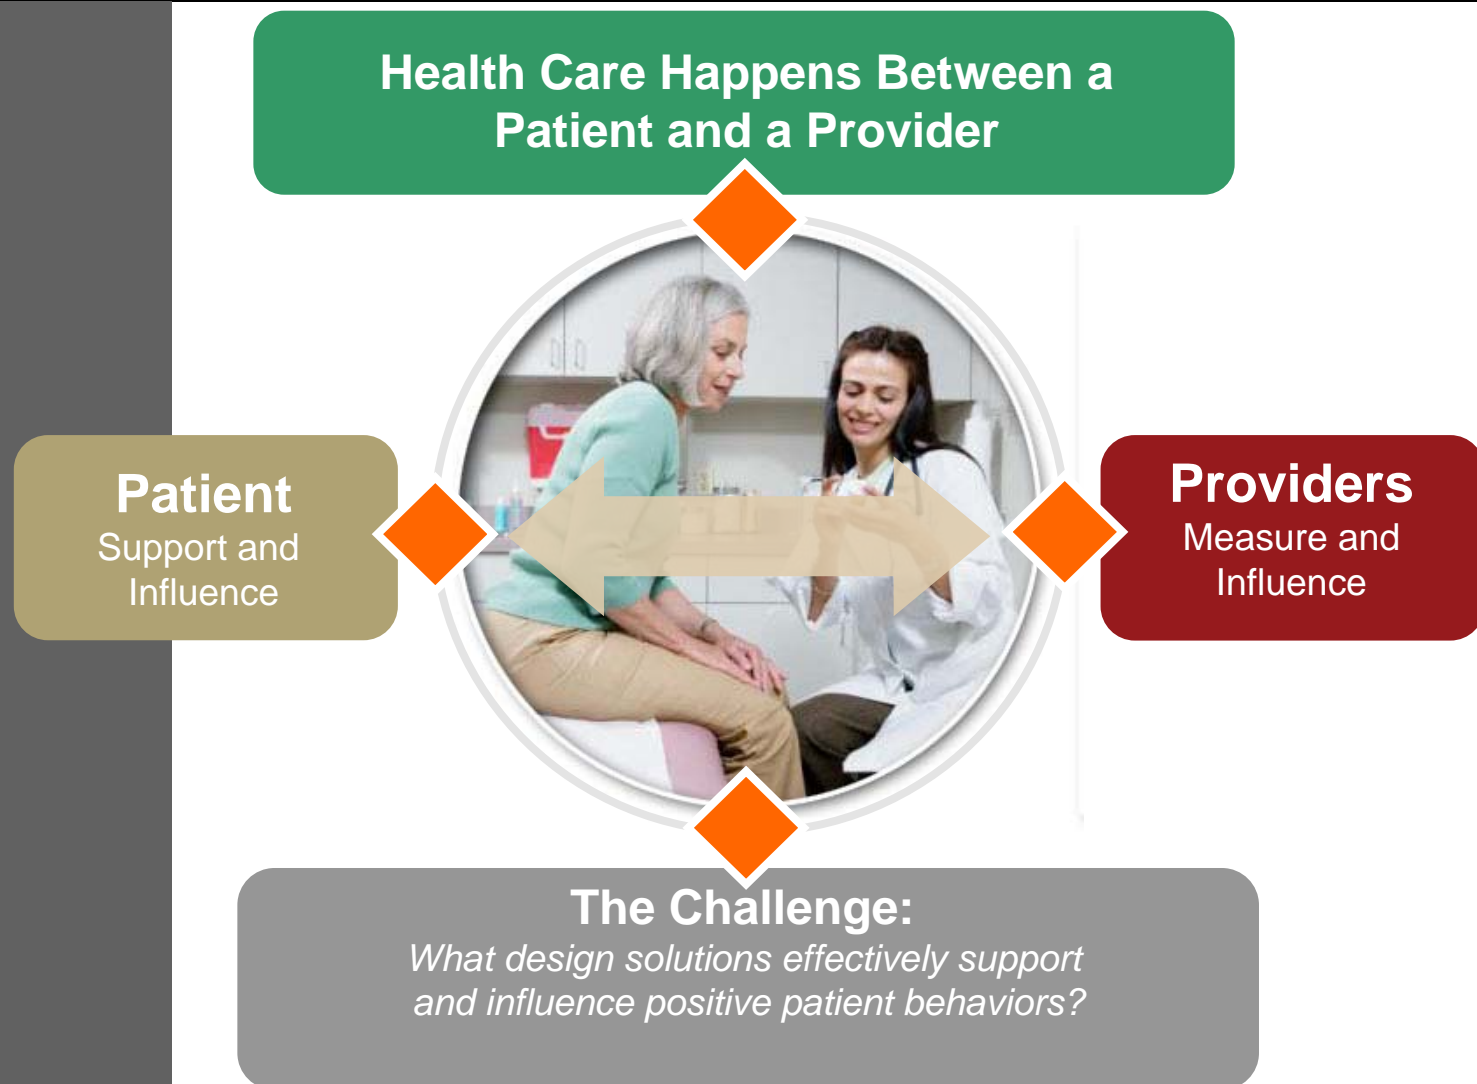 Health Care Happens Between a
Patient and a Provider
Patient
Support and
Influence
Providers
Measure and
Influence
The Challenge:
What design solutions effectively support
and influence positive patient behaviors?